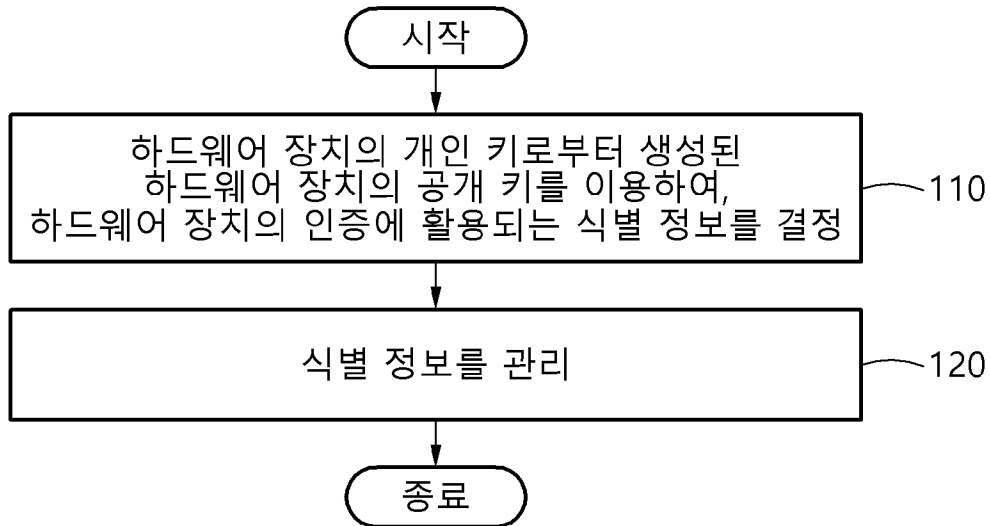 시작
하드웨어 장치의 개인 키로부터 생성된
하드웨어 장치의 공개 키를 이용하여,
하드웨어 장치의 인증에 활용되는 식별 정보를 결정
110
식별 정보를 관리
120
종료